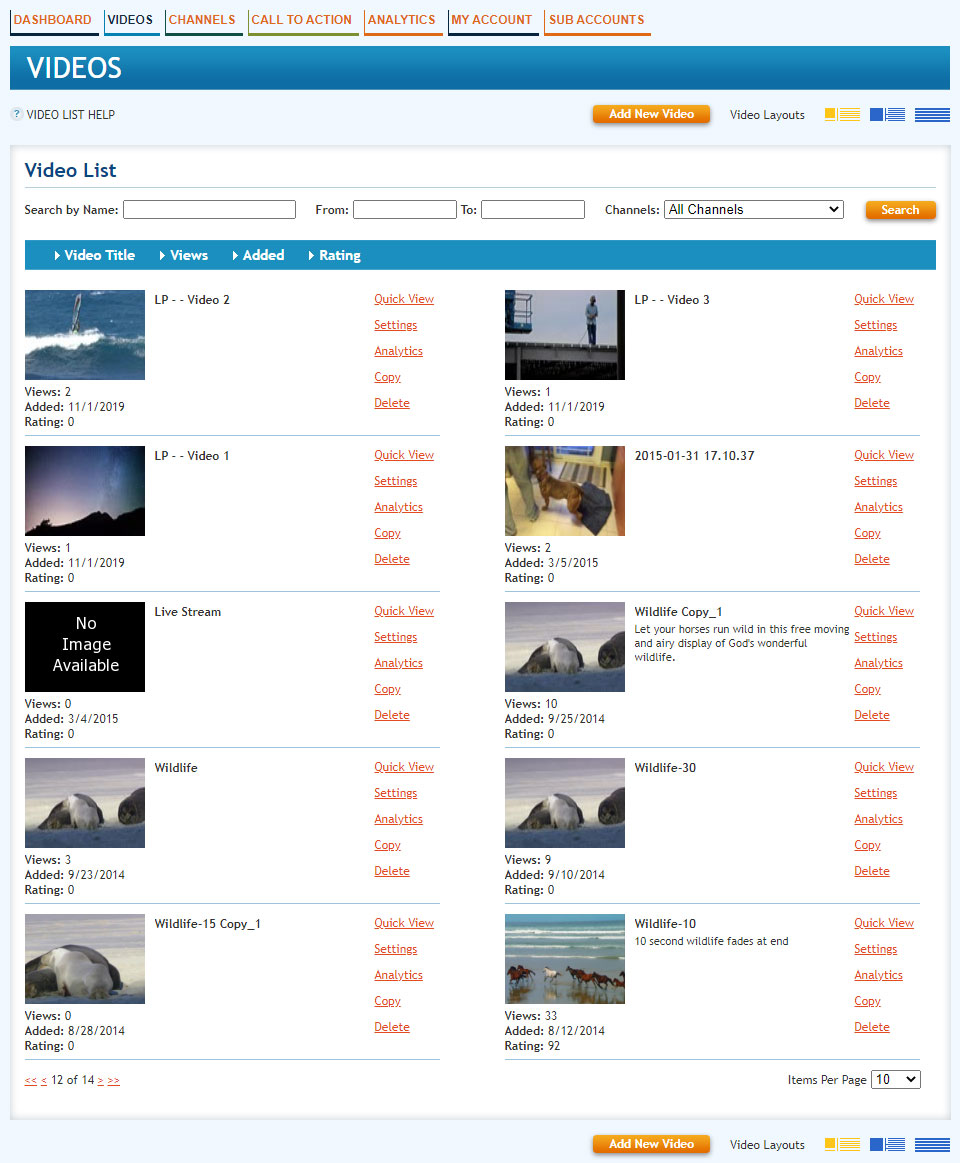 DASHBOARD VIDEOS CHANNELS CALL TO ACTION ANALYTICS MY ACCOUNT SUB ACCOUNTS
VIDEOS
? VIDEO LIST HELP
Add New Video Video Layouts
Video List
Search by Name: From: To: Channels: All Channels Search
Video Title Views Added Rating
LP - - Video 2
Quick View
Settings
Analytics
Copy
Delete
Views: 2
Added: 11/1/2019
Rating: 0
LP - - Video 3
Quick View
Settings
Analytics
Copy
Delete
Views: 1
Added: 11/1/2019
Rating: 0
LP - - Video 1
Quick View
Settings
Analytics
Copy
Delete
Views: 1
Added: 11/1/2019
Rating: 0
2015-01-31 17.10.37
Quick View
Settings
Analytics
Copy
Delete
Views: 2
Added: 3/5/2015
Rating: 0
No
Image
Available
Live Stream
Quick View
Settings
Analytics
Copy
Delete
Views: 0
Added: 3/4/2015
Rating: 0
Wildlife Copy_1
Let your horses run wild in this free moving
and airy display of God's wonderful
wildlife.
Quick View
Settings
Analytics
Copy
Delete
Views: 10
Added: 9/25/2014
Rating: 0
Wildlife
Quick View
Settings
Analytics
Copy
Delete
Views: 3
Added: 9/23/2014
Rating: 0
Wildlife-30
Quick View
Settings
Analytics
Copy
Delete
Views: 9
Added: 9/10/2014
Rating: 0
Wildlife-15 Copy_1
Quick View
Settings
Analytics
Copy
Delete
Views: 0
Added: 8/28/2014
Rating: 0
Wildlife-10
10 second wildlife fades at end
Quick View
Settings
Analytics
Copy
Delete
Views: 33
Added: 8/12/2014
Rating: 92
<< < 12 of 14 > >>
Items Per Page 10
Add New Video Video Layouts